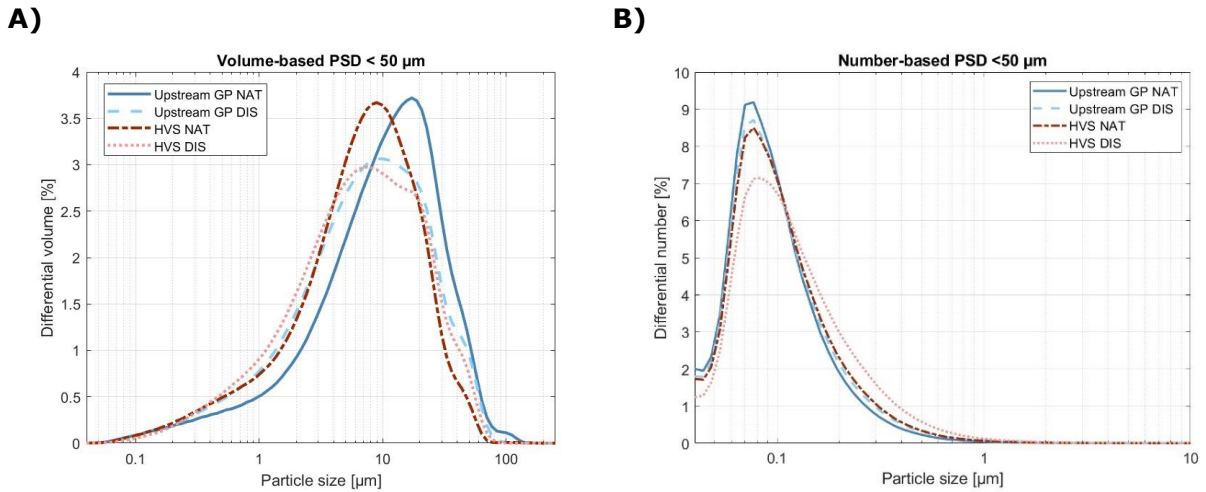 A)
B)
Volume-based PSD < 50 µm
4
3.5
3
2.5
2
1.5
1
0.5
0
Differential volume [%]
Upstream GP NAT
Upstream GP DIS
HVS NAT
HVS DIS
0.1
1
10
100
Particle size [µm]
Number-based PSD <50 µm
10
9
8
7
6
5
4
3
2
1
0
Differential number [%]
Upstream GP NAT
Upstream GP DIS
HVS NAT
HVS DIS
0.1
1
10
Particle size [µm]